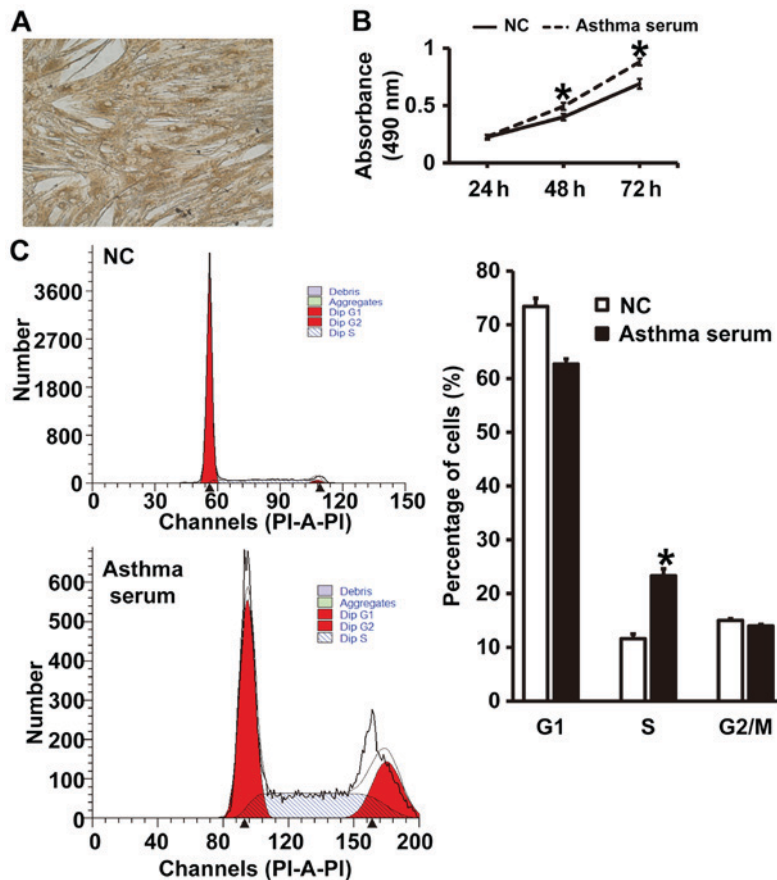 A
B
NC
Asthma serum
Absorbance
(490 nm)
1
0.5
0
*
*
24 h
48 h
72 h
C
NC
Number
3600
2700
1800
800
0
Debris
Aggregates
Dip G1
Dip G2
Dip S
0
30
60
90
120
150
Channels (PI-A-PI)
Asthma
serum
Number
600
500
400
300
200
100
0
Debris
Aggregates
Dip G1
Dip G2
Dip S
0
40
80
120
160
200
Channels (PI-A-PI)
Percentage of cells (%)
80
70
60
50
40
30
20
10
0
NC
Asthma serum
*
G1
S
G2/M